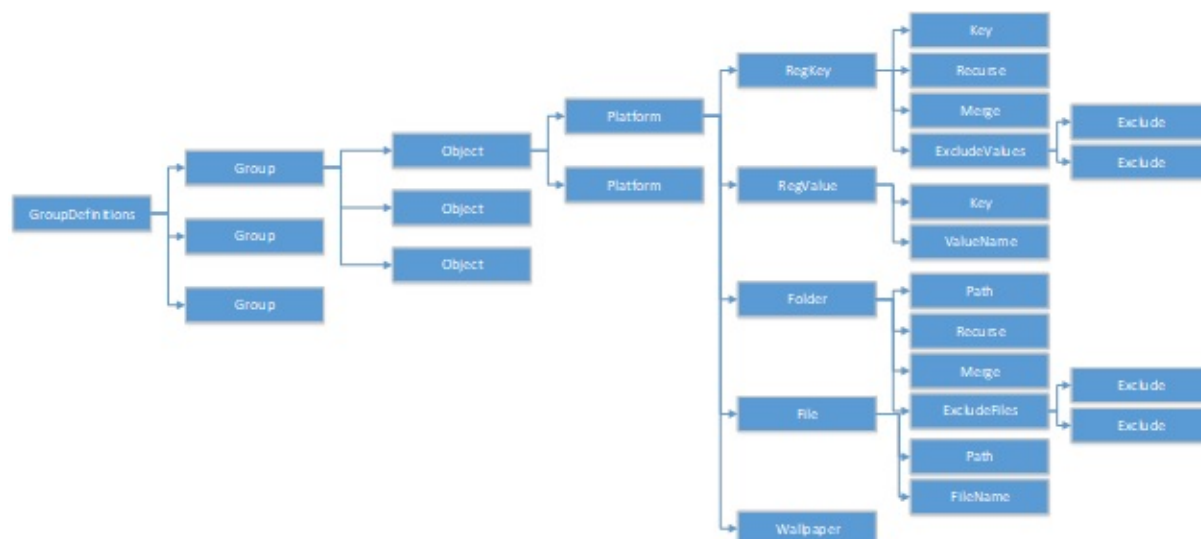 GroupDefinitions
Group
Group
Group
Object
Object
Object
Platform
Platform
RegKey
RegValue
Folder
File
Wallpaper
Key
Recurse
Merge
ExcludeValues
Key
ValueName
Path
Recurse
Merge
ExcludeFiles
Path
FileName
Exclude
Exclude
Exclude
Exclude